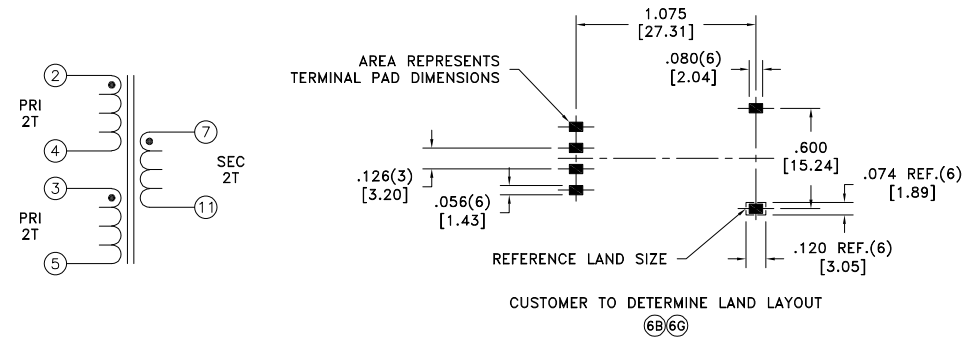 2
PRI
2T
4
3
PRI
2T
5
7
SEC
2T
11
1.075
[27.31]
AREA REPRESENTS
TERMINAL PAD DIMENSIONS
.080(6)
[2.04]
.126(3)
[3.20]
.056(6)
[1.43]
.600
[15.24]
.074 REF.(6)
[1.89]
REFERENCE LAND SIZE
.120 REF.(6)
[3.05]
CUSTOMER TO DETERMINE LAND LAYOUT
6B 6G